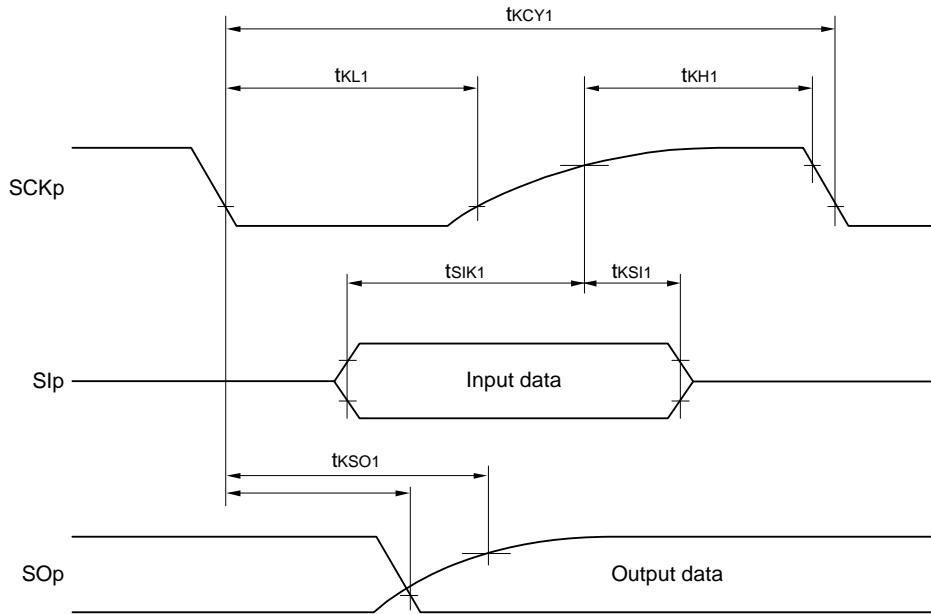 tKCY1
tKL1 tKH1
SCKp
tSIK1 tKSI1
SIp Input data
tKSO1
SOp Output data